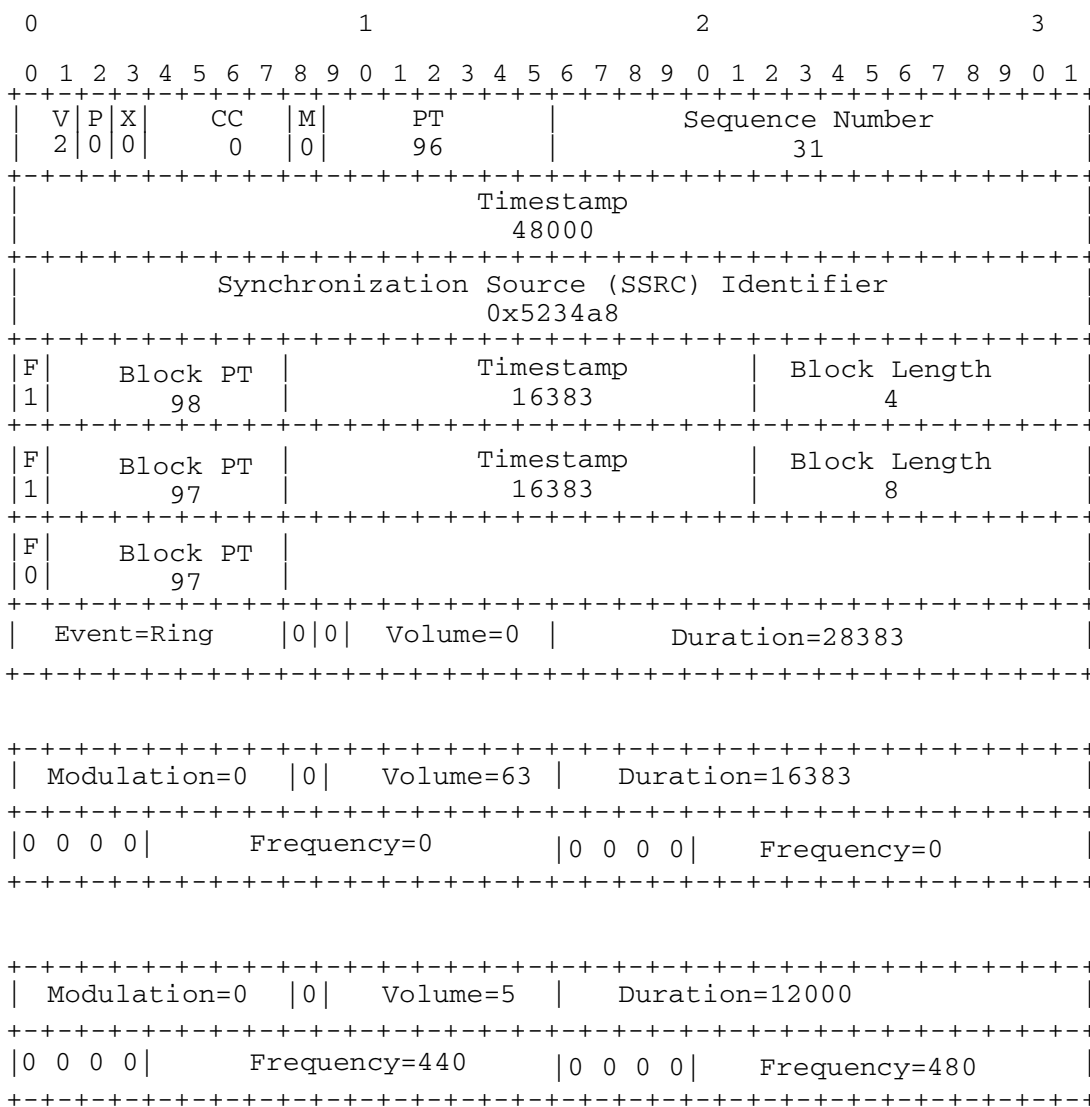 0                   1                   2                   3
0 1 2 3 4 5 6 7 8 9 0 1 2 3 4 5 6 7 8 9 0 1 2 3 4 5 6 7 8 9 0 1
+-+-+-+-+-+-+-+-+-+-+-+-+-+-+-+-+-+-+-+-+-+-+-+-+-+-+-+-+-+-+-+-+
|  V|P|X|   CC  |M|     PT      |       Sequence Number         |
|  2|0|0|    0  |0|     96      |              31               |
+-+-+-+-+-+-+-+-+-+-+-+-+-+-+-+-+-+-+-+-+-+-+-+-+-+-+-+-+-+-+-+-+
|                           Timestamp                           |
|                             48000                             |
+-+-+-+-+-+-+-+-+-+-+-+-+-+-+-+-+-+-+-+-+-+-+-+-+-+-+-+-+-+-+-+-+
|           Synchronization Source (SSRC) Identifier            |
|                           0x5234a8                            |
+-+-+-+-+-+-+-+-+-+-+-+-+-+-+-+-+-+-+-+-+-+-+-+-+-+-+-+-+-+-+-+-+
|F|    Block PT |           Timestamp       |  Block Length     |
|1|      98     |             16383         |       4           |
+-+-+-+-+-+-+-+-+-+-+-+-+-+-+-+-+-+-+-+-+-+-+-+-+-+-+-+-+-+-+-+-+
|F|    Block PT |           Timestamp       |  Block Length     |
|1|      97     |             16383         |       8           |
+-+-+-+-+-+-+-+-+-+-+-+-+-+-+-+-+-+-+-+-+-+-+-+-+-+-+-+-+-+-+-+-+
|F|    Block PT |                                               |
|0|      97     |                                               |
+-+-+-+-+-+-+-+-+-+-+-+-+-+-+-+-+-+-+-+-+-+-+-+-+-+-+-+-+-+-+-+-+
|  Event=Ring   |0|0|  Volume=0 |       Duration=28383          |
+-+-+-+-+-+-+-+-+-+-+-+-+-+-+-+-+-+-+-+-+-+-+-+-+-+-+-+-+-+-+-+-+
+-+-+-+-+-+-+-+-+-+-+-+-+-+-+-+-+-+-+-+-+-+-+-+-+-+-+-+-+-+-+-+-+
|  Modulation=0 |0|   Volume=63 |    Duration=16383             |
+-+-+-+-+-+-+-+-+-+-+-+-+-+-+-+-+-+-+-+-+-+-+-+-+-+-+-+-+-+-+-+-+
|0 0 0 0|     Frequency=0       |0 0 0 0|   Frequency=0         |
+-+-+-+-+-+-+-+-+-+-+-+-+-+-+-+-+-+-+-+-+-+-+-+-+-+-+-+-+-+-+-+-+
+-+-+-+-+-+-+-+-+-+-+-+-+-+-+-+-+-+-+-+-+-+-+-+-+-+-+-+-+-+-+-+-+
|  Modulation=0 |0|   Volume=5  |    Duration=12000             |
+-+-+-+-+-+-+-+-+-+-+-+-+-+-+-+-+-+-+-+-+-+-+-+-+-+-+-+-+-+-+-+-+
|0 0 0 0|     Frequency=440     |0 0 0 0|   Frequency=480       |
+-+-+-+-+-+-+-+-+-+-+-+-+-+-+-+-+-+-+-+-+-+-+-+-+-+-+-+-+-+-+-+-+